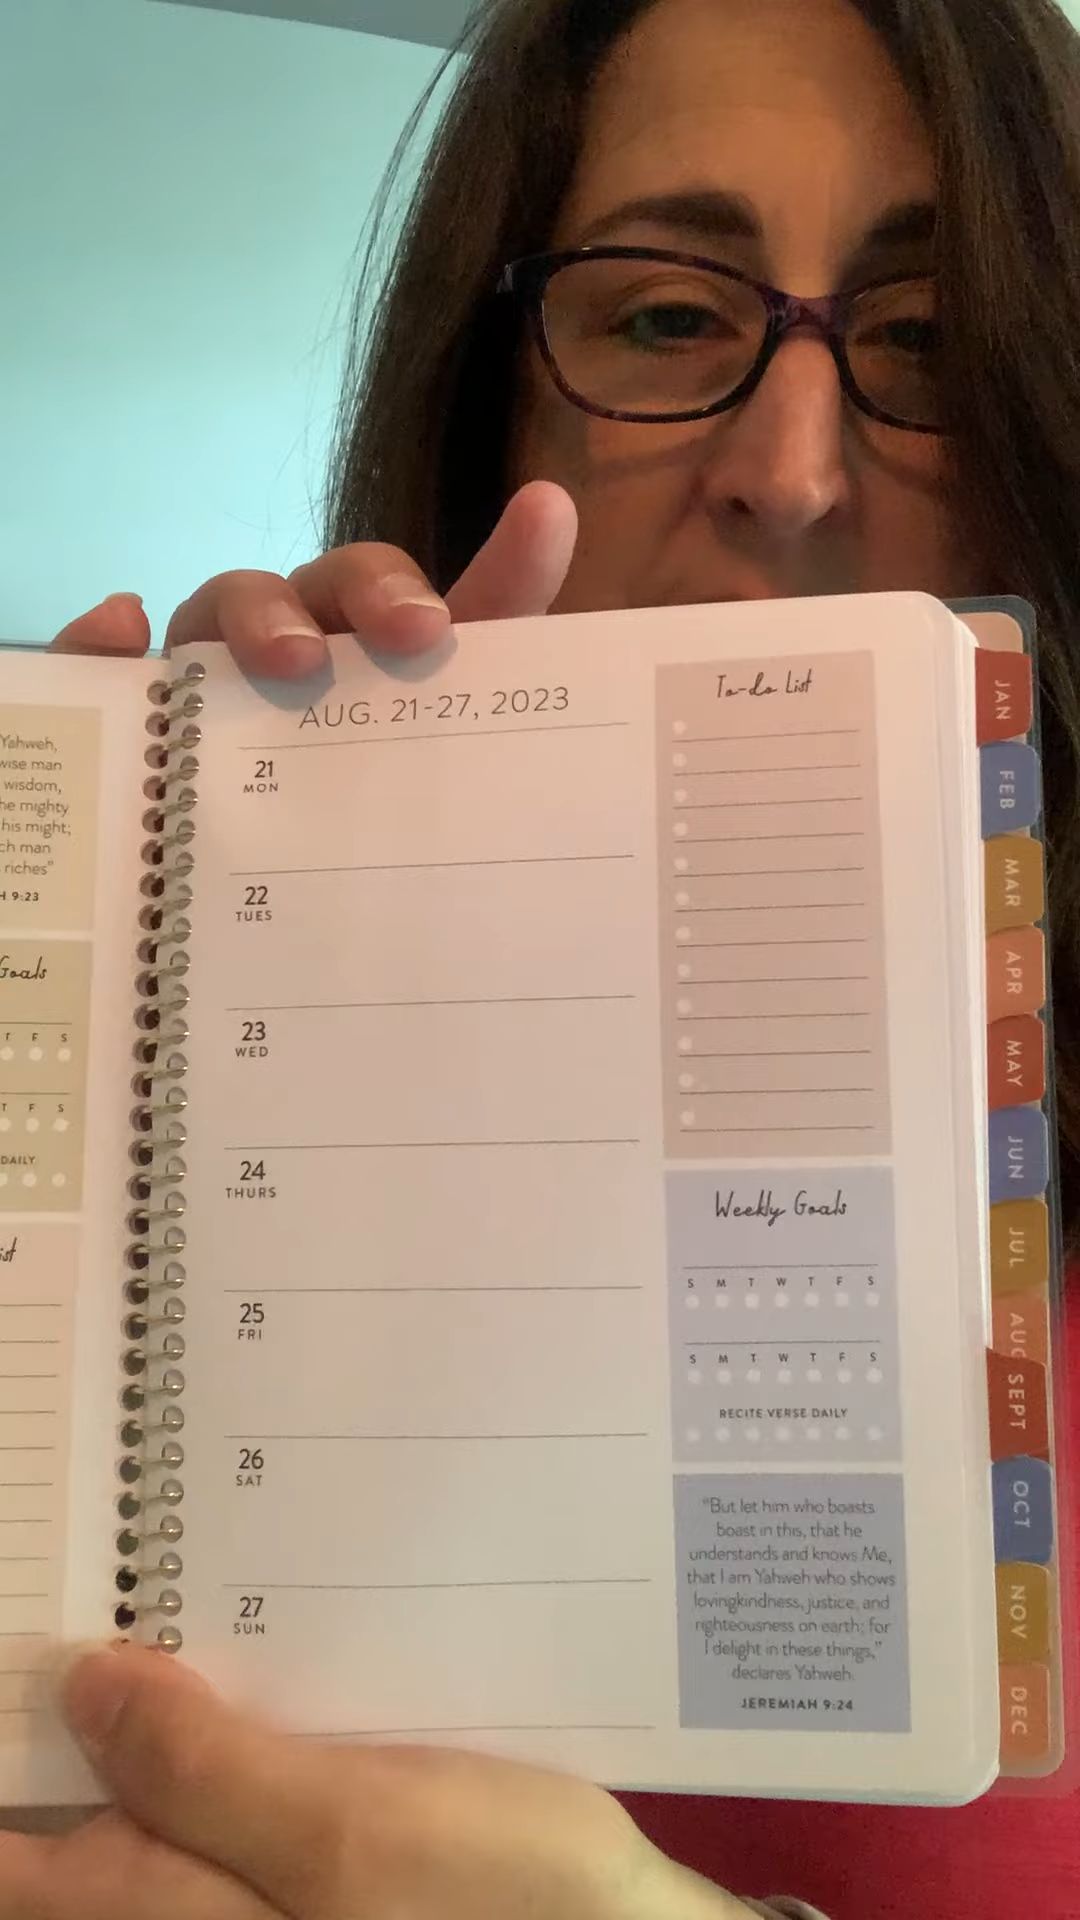 Yahweh,
wise man
wisdom,
he mighty
his might;
ch man
riches"
9:23
Goals
T F S
T F S
DAILY
AUG. 21-27, 2023
21
MON
22
TUES
23
WED
24
THURS
25
FRI
26
SAT
27
SUN
To-do List
Weekly Goals
S M T W T F S
S M T W T F S
RECITE VERSE DAILY
"But let him who boasts
boast in this, that he
understands and knows Me,
that I am Yahweh who shows
lovingkindness, justice, and
righteousness on earth; for
I delight in these things,"
declares Yahweh.
JEREMIAH 9:24
JAN
FEB
MAR
APR
MAY
JUN
JUL
AUG
SEPT
OCT
NOV
DEC